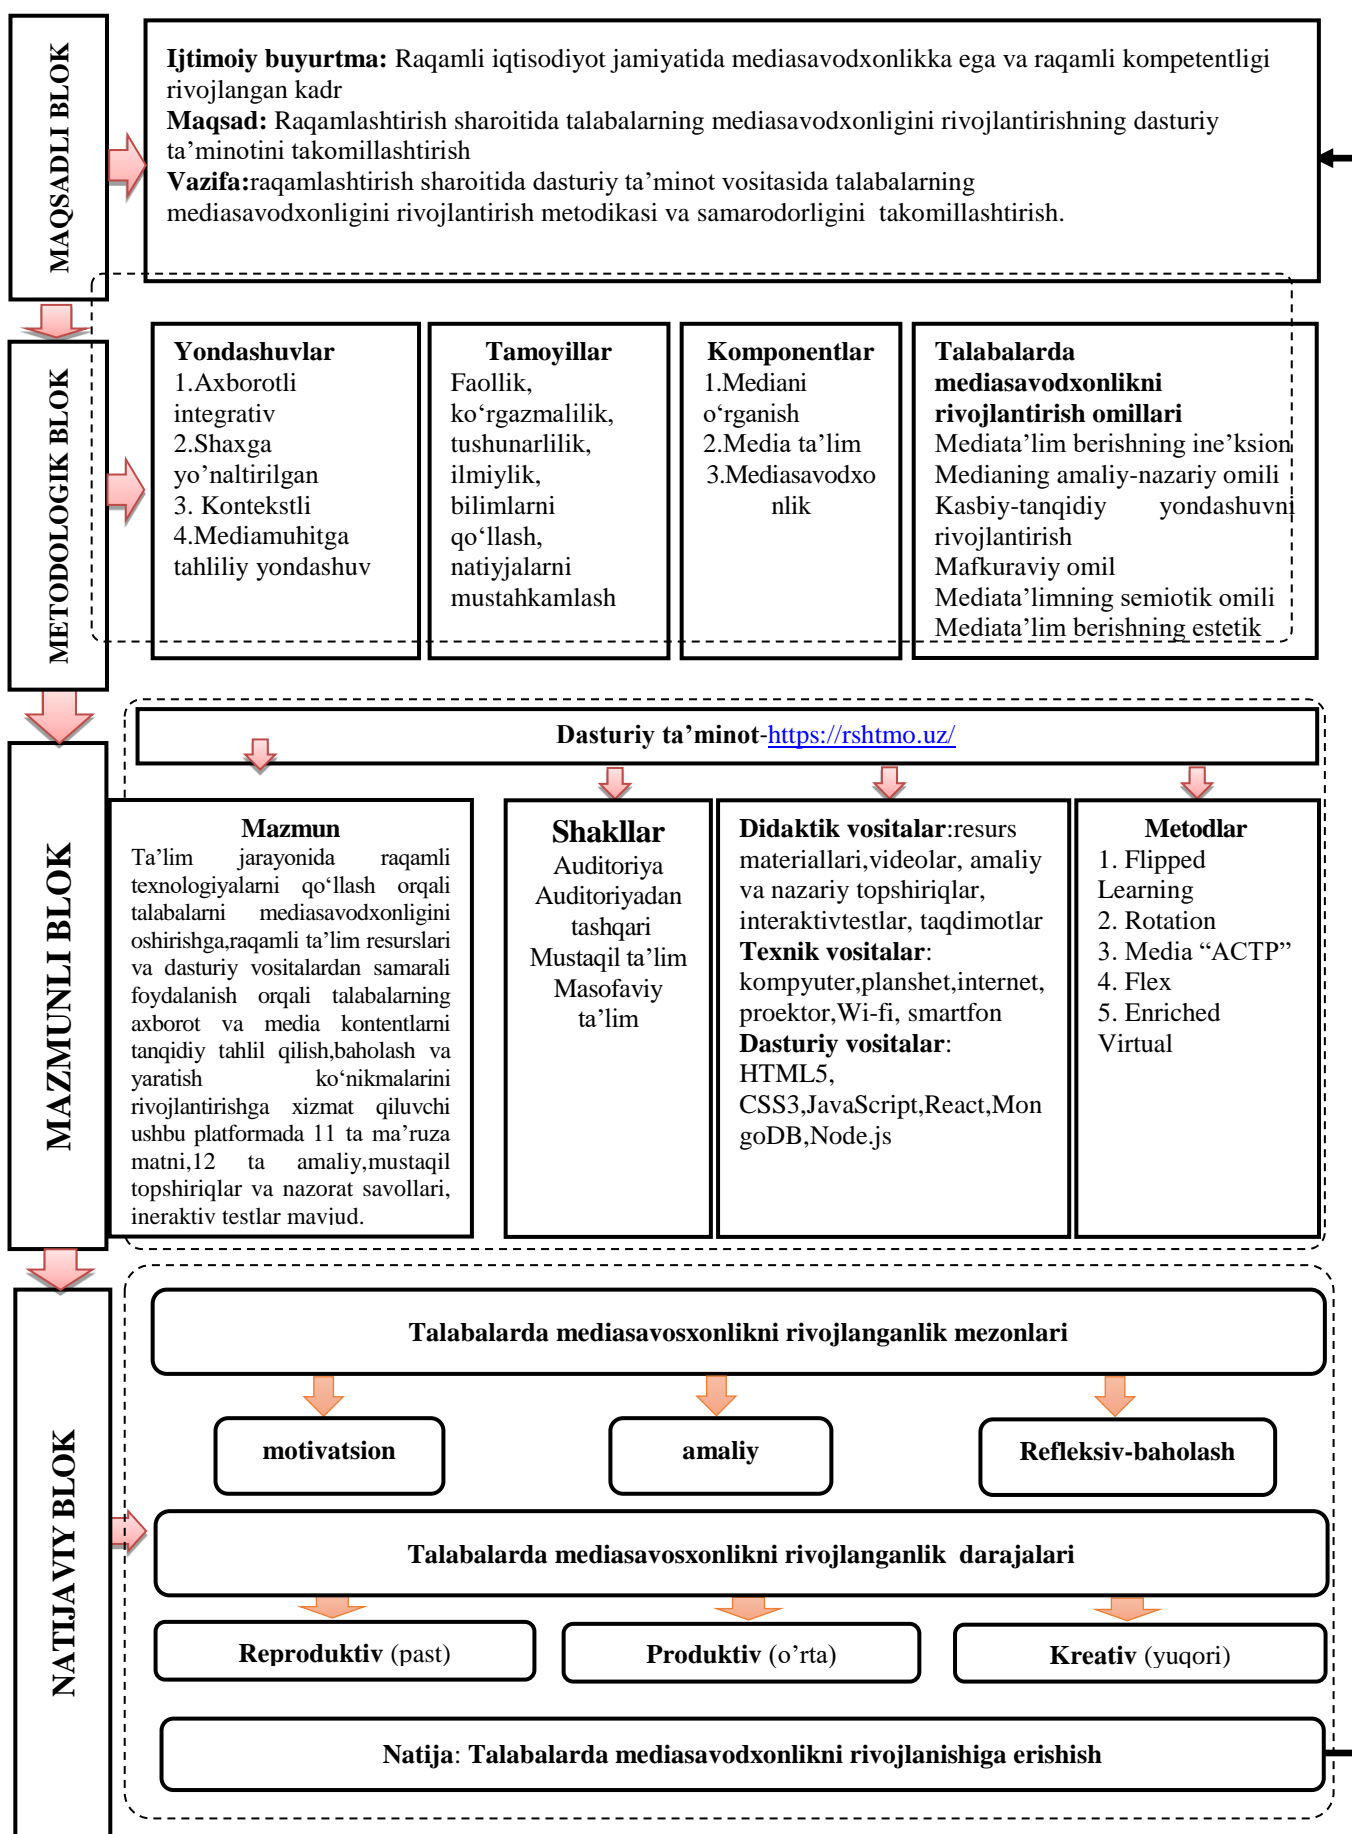 MAQSADLI BLOK
Ijtimoiy buyurtma: Raqamli iqtisodiyot jamiyatida mediasavodxonlikka ega va raqamli kompetentligi
rivojlangan kadr
Maqsad: Raqamlashtirish sharoitida talabalarning mediasavodxonligini rivojlantirishning dasturiy
ta’minotini takomillashtirish
Vazifa:raqamlashtirish sharoitida dasturiy ta’minot vositasida talabalarning
mediasavodxonligini rivojlantirish metodikasi va samarodorligini takomillashtirish.
METODOLOGIK BLOK
Yondashuvlar
1.Axborotli
integrativ
2.Shaxga
yo’naltirilgan
3. Kontekstli
4.Mediamuhitga
tahliliy yondashuv
Tamoyillar
Faollik,
ko‘rgazmalilik,
tushunarlilik,
ilmiylik,
bilimlarni
qo‘llash,
natiyjalarni
mustahkamlash
Komponentlar
1.Mediani
o‘rganish
2.Media ta’lim
3.Mediasavodxo
nlik
Talabalarda
mediasavodxonlikni
rivojlantirish omillari
Mediata’lim berishning ine’ksion
Medianing amaliy-nazariy omili
Kasbiy-tanqidiy yondashuvni
rivojlantirish
Mafkuraviy omil
Mediata’limning semiotik omili
Mediata’lim berishning estetik
MAZMUNLI BLOK
Dasturiy ta’minot-https://rshtmo.uz/
Mazmun
Ta’lim jarayonida raqamli
texnologiyalarni qo‘llash orqali
talabalarni mediasavodxonligini
oshirishga,raqamli ta’lim resurslari
va dasturiy vositalardan samarali
foydalanish orqali talabalarning
axborot va media kontentlarni
tanqidiy tahlil qilish,baholash va
yaratish ko‘nikmalarini
rivojlantirishga xizmat qiluvchi
ushbu platformada 11 ta ma’ruza
matni,12 ta amaliy,mustaqil
topshiriqlar va nazorat savollari,
ineraktiv testlar mavjud.
Shakllar
Auditoriya
Auditoriyadan
tashqari
Mustaqil ta’lim
Masofaviy
ta’lim
Didaktik vositalar:resurs
materiallari,videolar, amaliy
va nazariy topshiriqlar,
interaktivtestlar, taqdimotlar
Texnik vositalar:
kompyuter,planshet,internet,
proektor,Wi-fi, smartfon
Dasturiy vositalar:
HTML5,
CSS3,JavaScript,React,Mon
goDB,Node.js
Metodlar
1. Flipped
Learning
2. Rotation
3. Media “ACTP”
4. Flex
5. Enriched
Virtual
NATIJAVIY BLOK
Talabalarda mediasavosxonlikni rivojlanganlik mezonlari
motivatsion
amaliy
Refleksiv-baholash
Talabalarda mediasavosxonlikni rivojlanganlik darajalari
Reproduktiv (past)
Produktiv (o’rta)
Kreativ (yuqori)
Natija: Talabalarda mediasavodxonlikni rivojlanishiga erishish